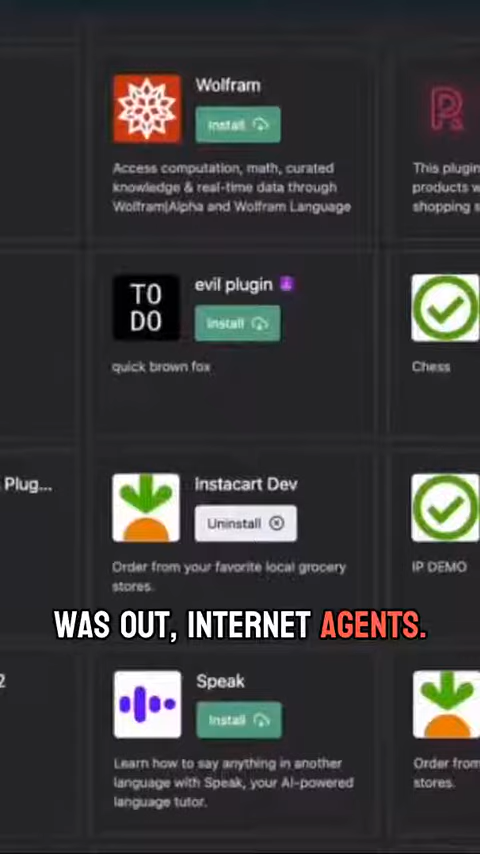 Wolfram
Install
Access computation, math, curated
knowledge & real-time data through
Wolfram|Alpha and Wolfram Language
This plugin
products w
shopping s
TO
DO
evil plugin
Install
quick brown fox
Chess
Plug...
Instacart Dev
Uninstall
Order from your favorite local grocery
stores.
IP DEMO
WAS OUT, INTERNET AGENTS.
2
Speak
Install
Learn how to say anything in another
language with Speak, your AI-powered
language tutor.
Order from
stores.